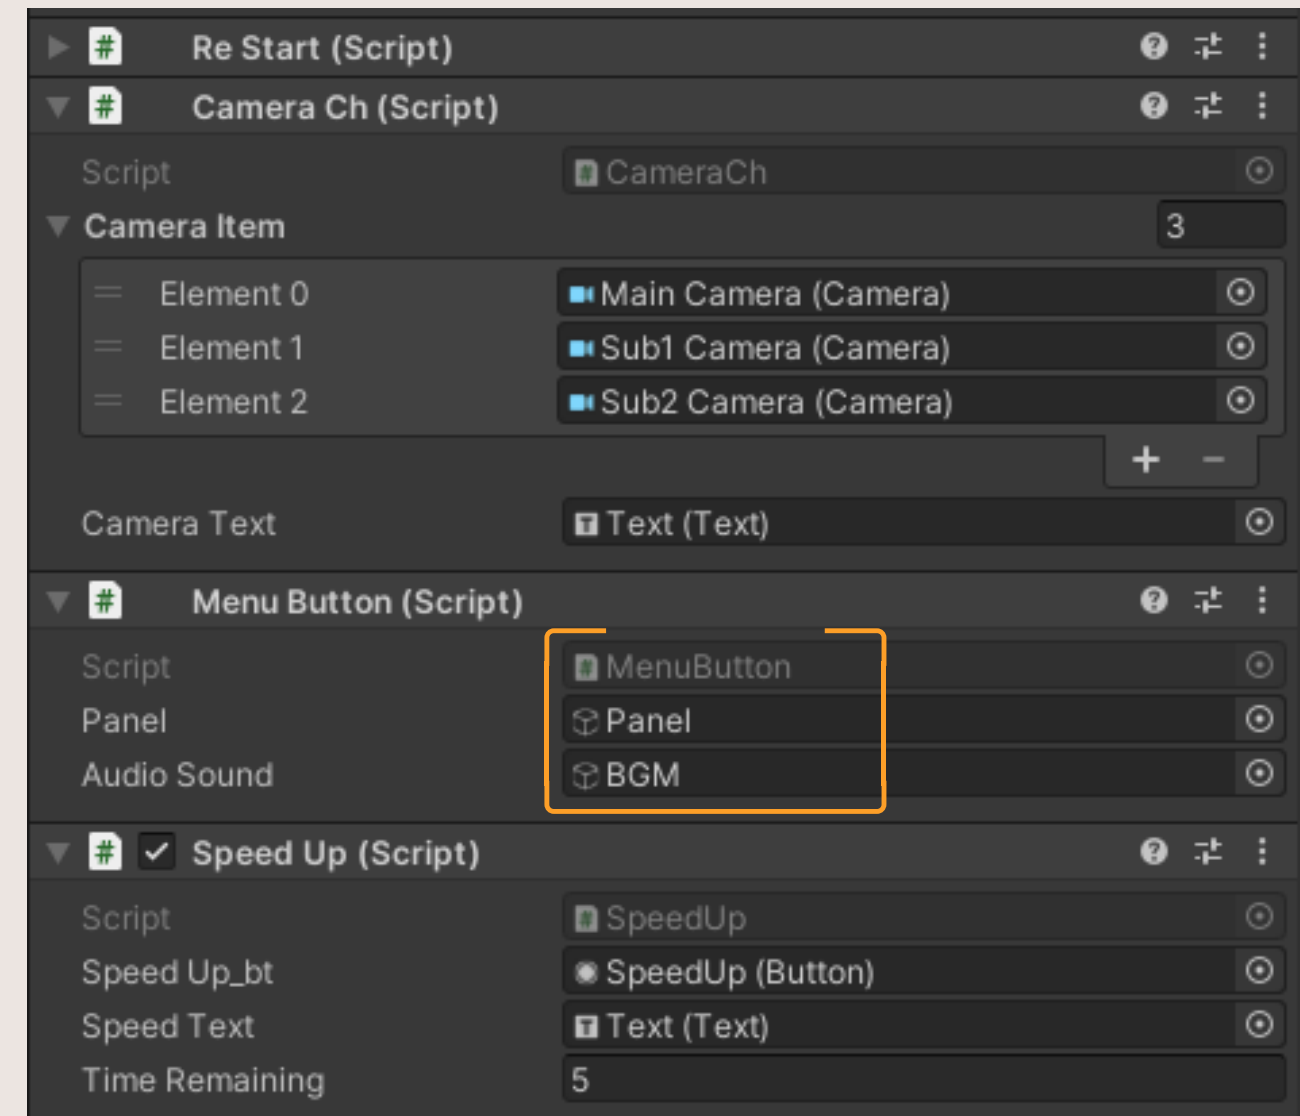 Re Start (Script)
Camera Ch (Script)
Script CameraCh
Camera Item 3
Element 0 Main Camera (Camera)
Element 1 Sub1 Camera (Camera)
Element 2 Sub2 Camera (Camera)
Camera Text Text (Text)
Menu Button (Script)
Script MenuButton
Panel Panel
Audio Sound BGM
Speed Up (Script)
Script SpeedUp
Speed Up_bt SpeedUp (Button)
Speed Text Text (Text)
Time Remaining 5